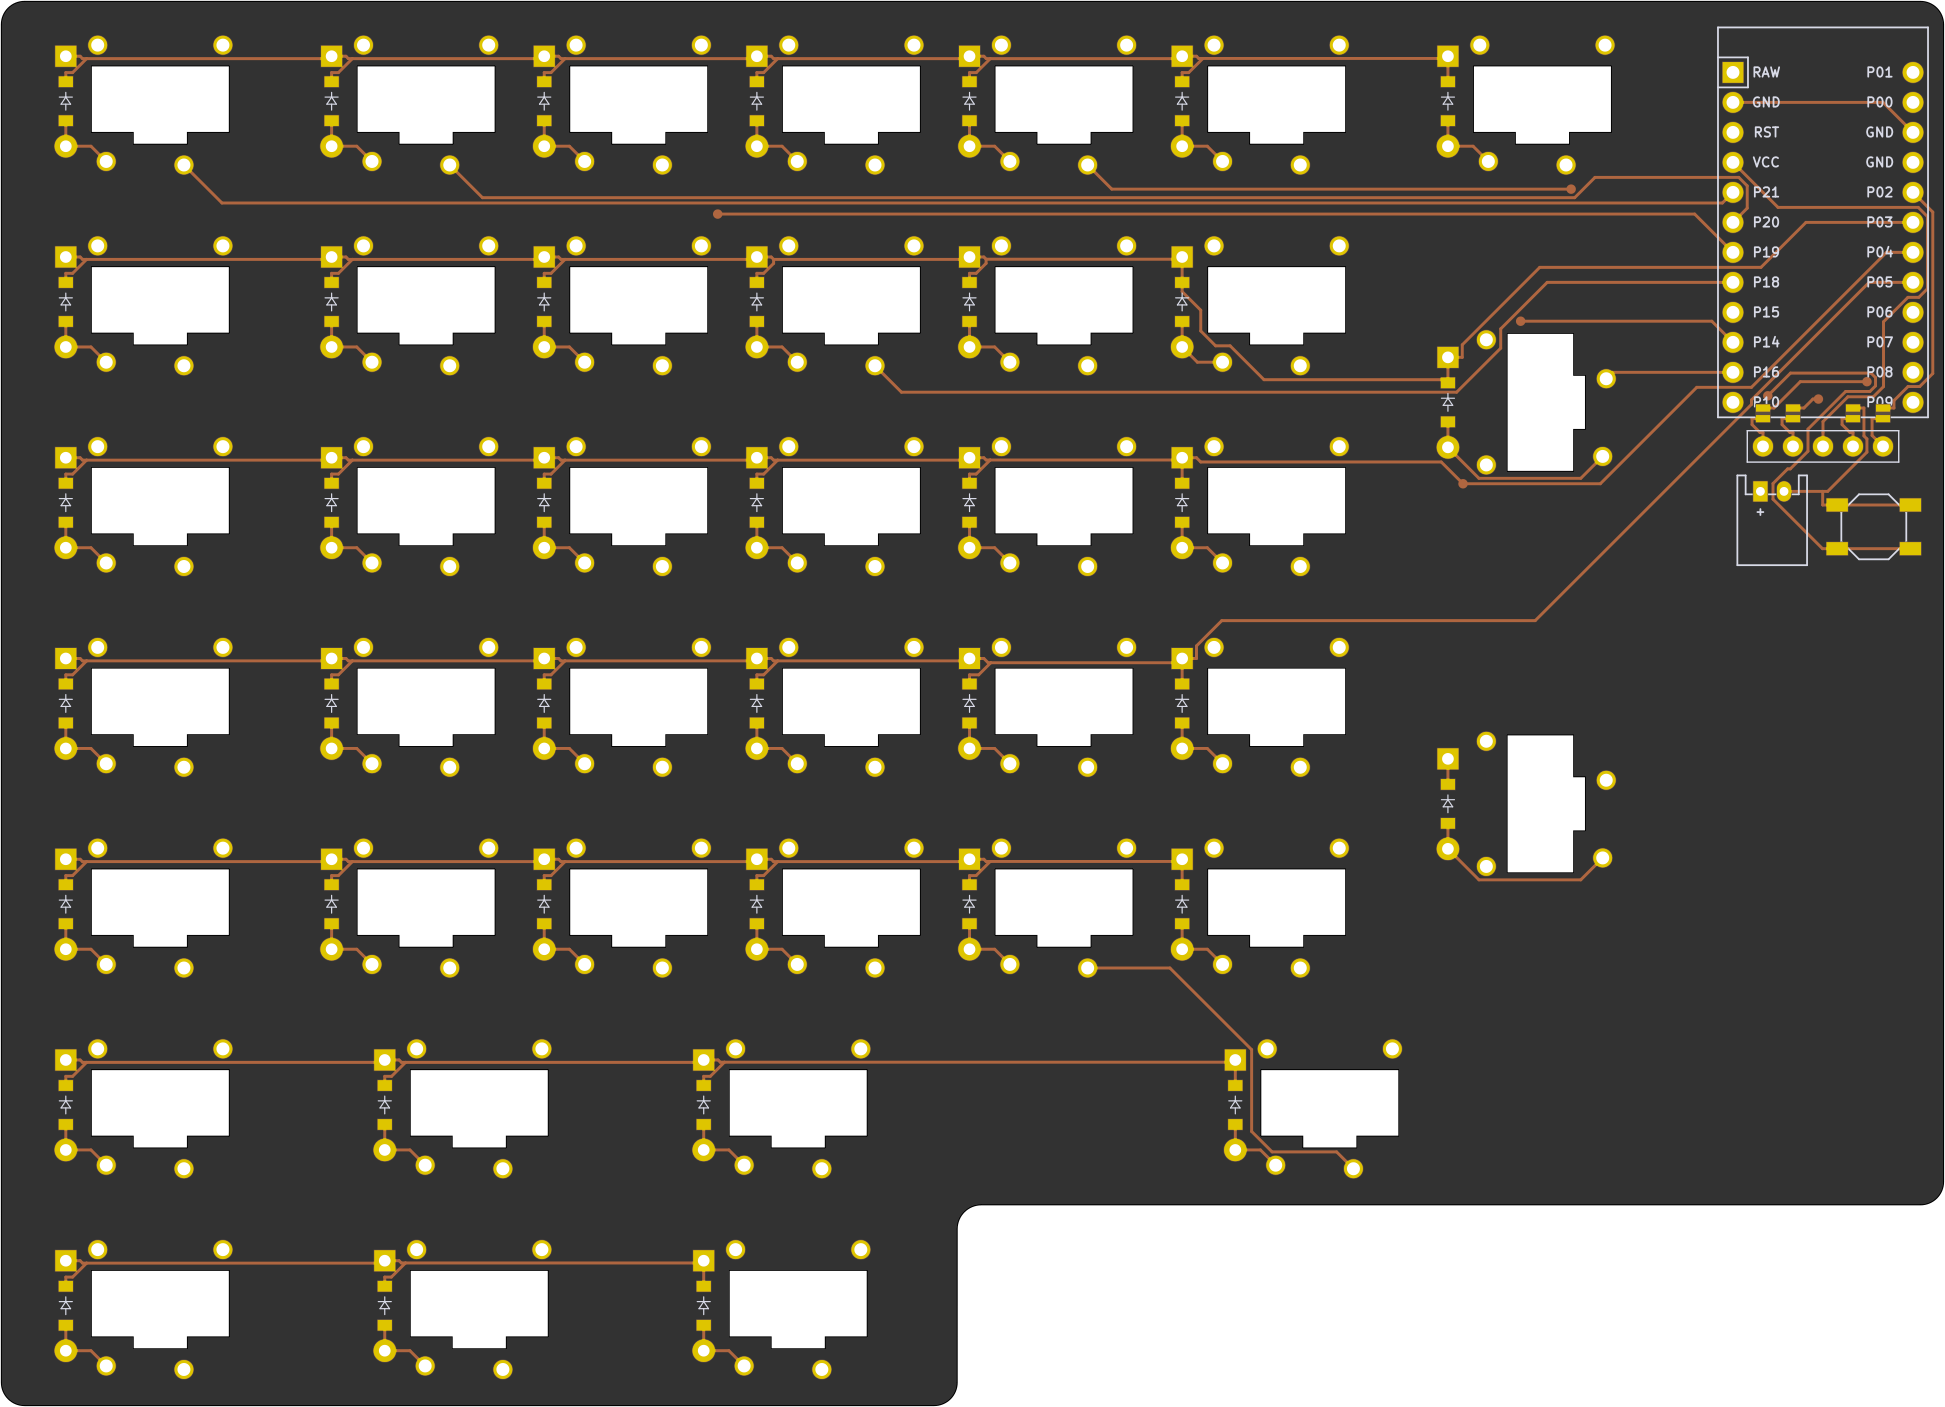 RAW P01
GND P00
RST GND
VCC GND
P21 P02
P20 P03
P19 P04
P18 P05
P15 P06
P14 P07
P16 P08
P10 P09
+